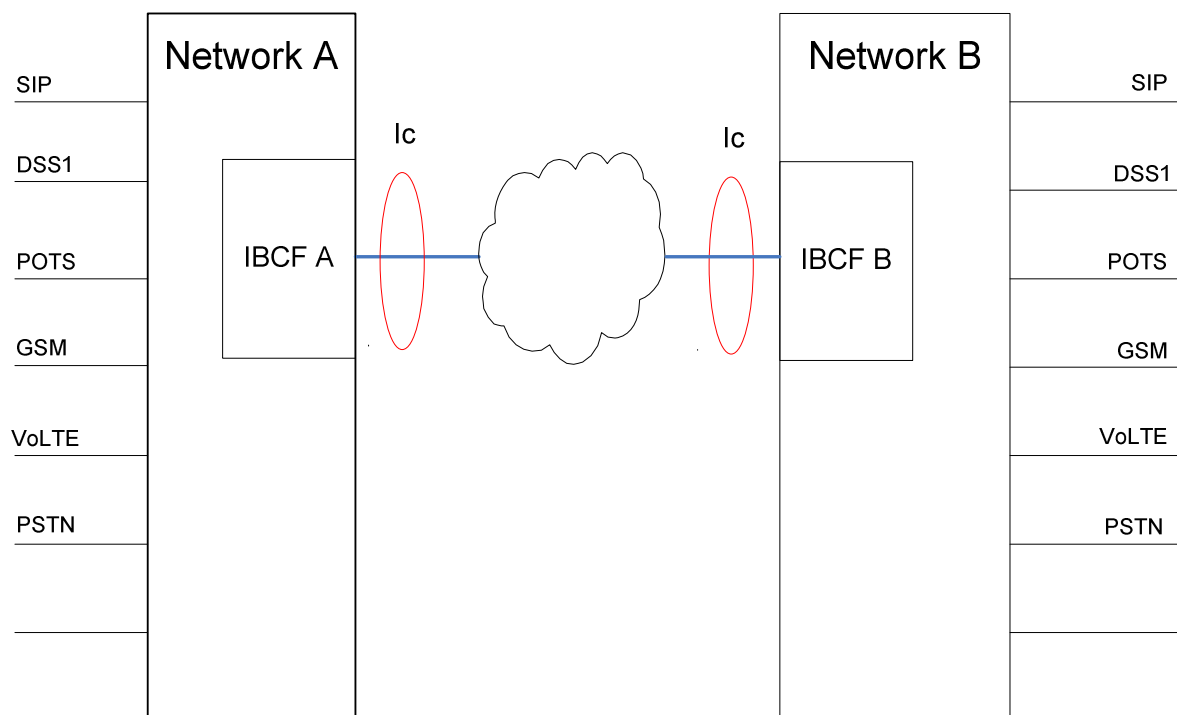 Network A
Network B
SIP
SIP
Ic
Ic
DSS1
DSS1
IBCF A
IBCF B
POTS
POTS
GSM
GSM
VoLTE
VoLTE
PSTN
PSTN